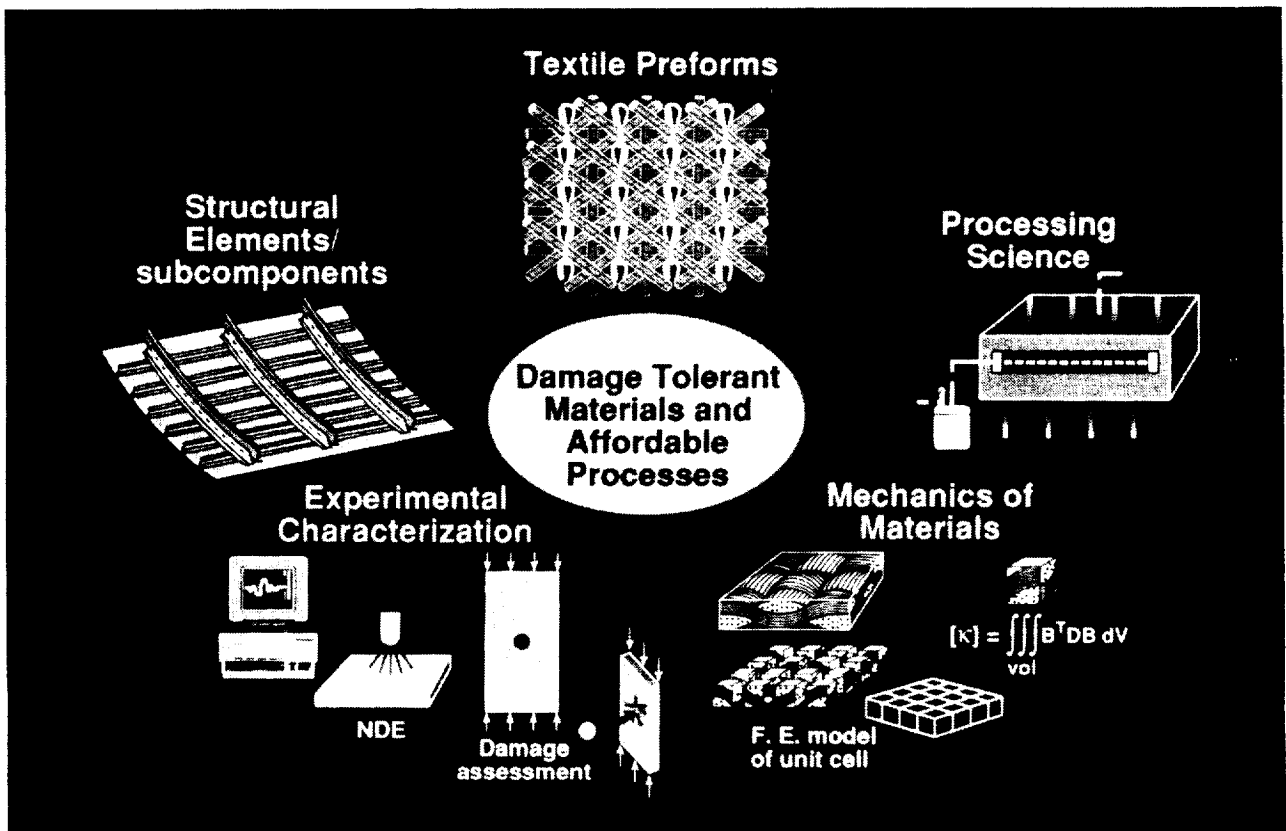 Textile Preforms
Structural
Elements/
subcomponents
Processing
Science
Damage Tolerant
Materials and
Affordable
Processes
Experimental
Characterization
NDE
Damage
assessment
Mechanics of
Materials
[K] = ∫∫∫ BᵀDB dV
vol
F. E. model
of unit cell